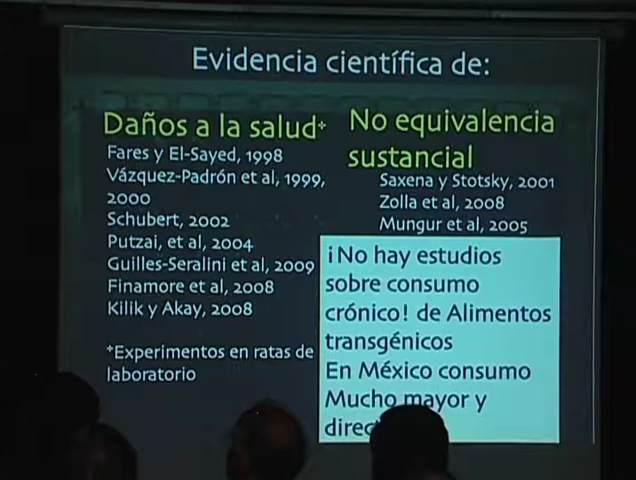 Evidencia científica de:
Daños a la salud*
Fares y El-Sayed, 1998
Vázquez-Padrón et al, 1999,
2000
Schubert, 2002
Putzai, et al, 2004
Guilles-Seralini et al, 2009
Finamore et al, 2008
Kilik y Akay, 2008
*Experimentos en ratas de
laboratorio
No equivalencia
sustancial
Saxena y Stotsky, 2001
Zolla et al, 2008
Mungur et al, 2005
¡No hay estudios
sobre consumo
crónico! de Alimentos
transgénicos
En México consumo
Mucho mayor y